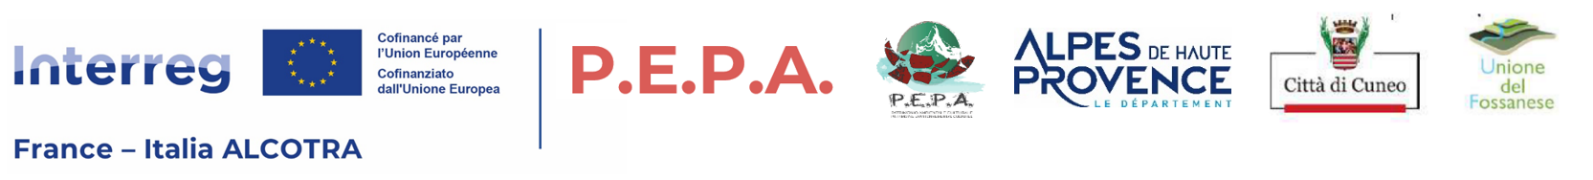 Interreg
Cofinancé par
l'Union Européenne
Cofinanziato
dall'Unione Europea
France – Italia ALCOTRA
P.E.P.A.
P.E.P.A.
ALPES DE HAUTE
PROVENCE
LE DÉPARTEMENT
Città di Cuneo
Unione
del
Fossanese